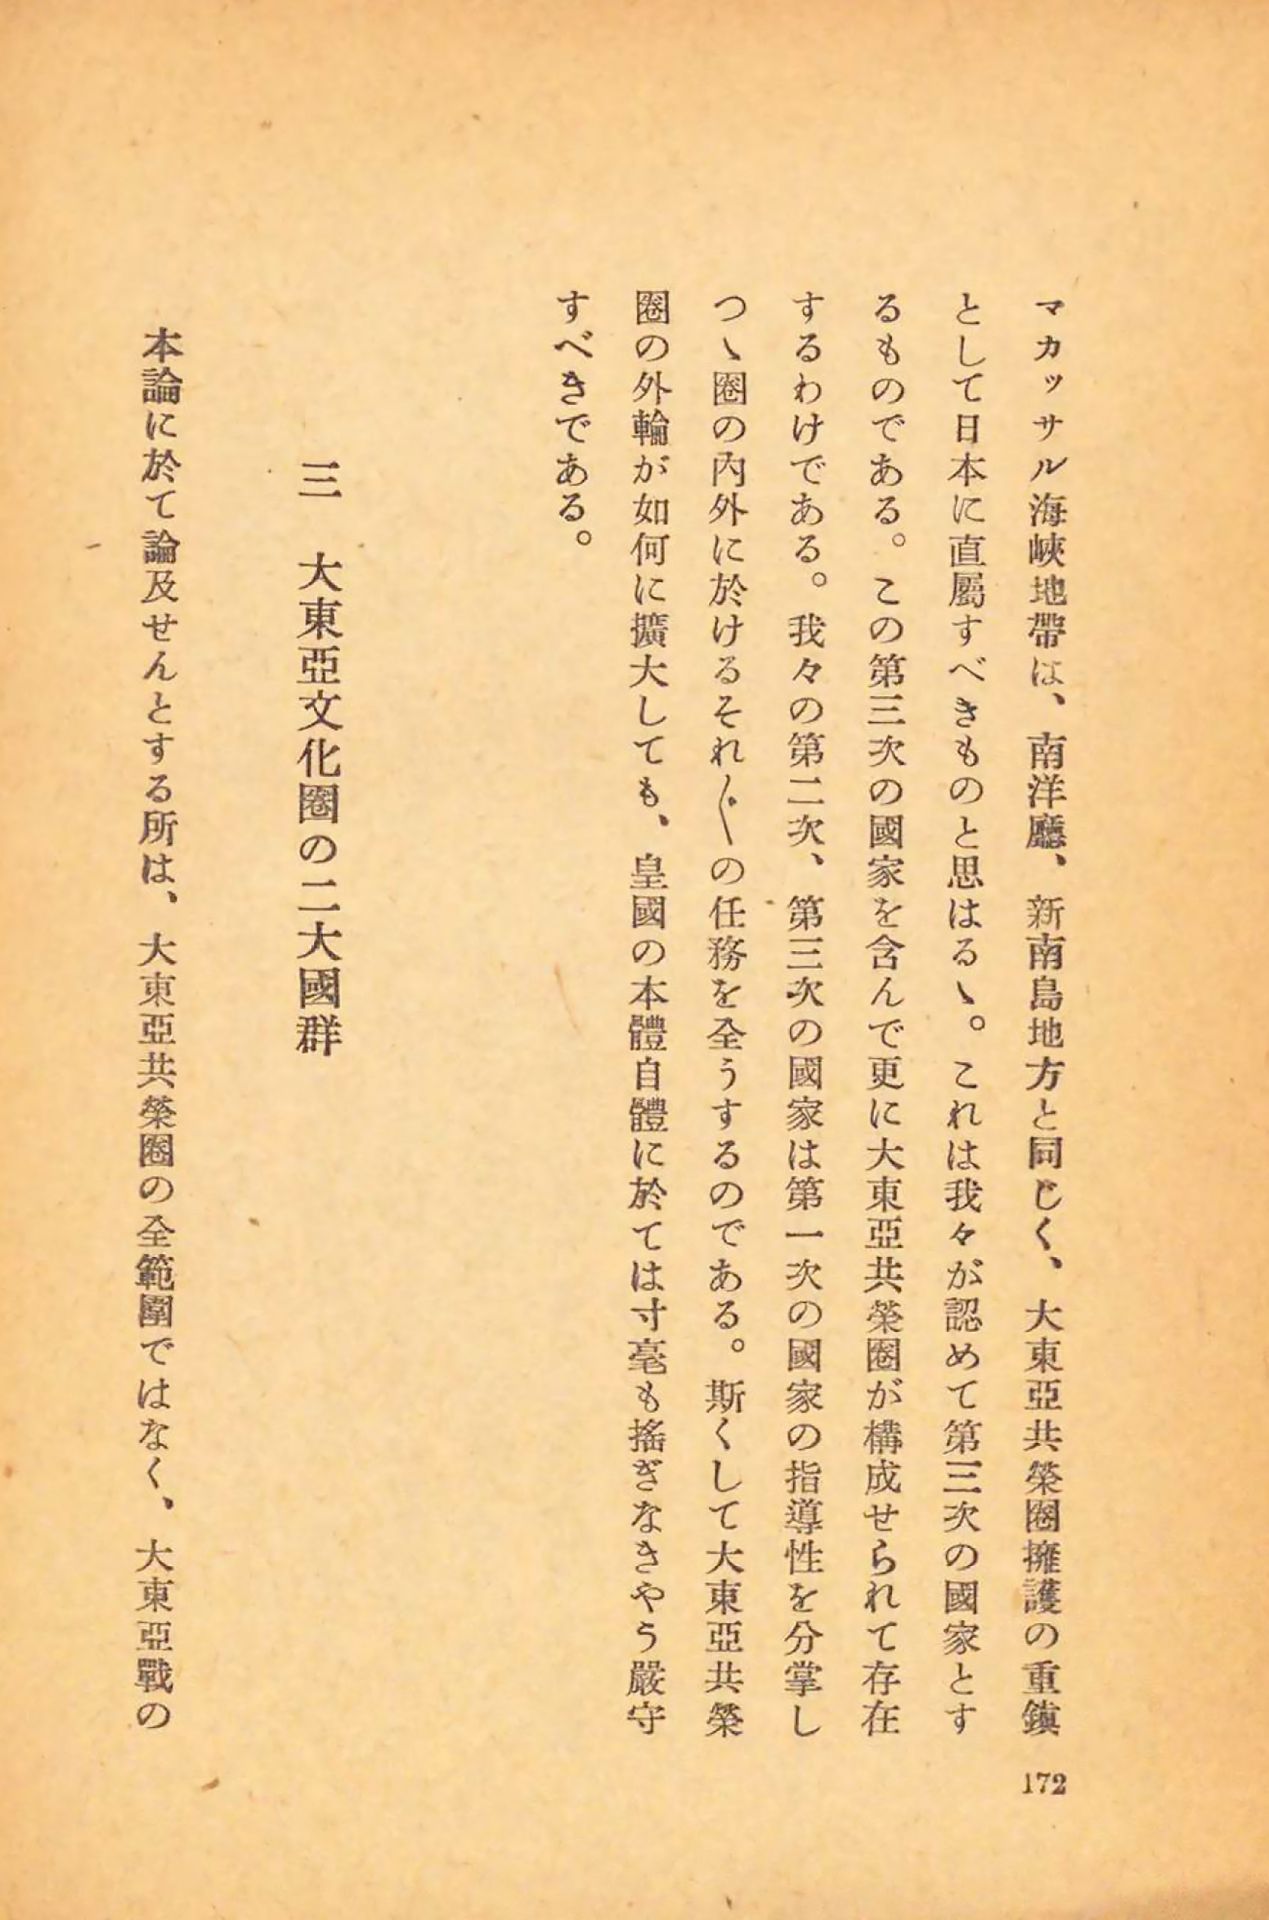 マカッサル海峽地帶は、南洋廳、新南島地方と同じく、大東亞共榮圈擁護の重鎭
として日本に直屬すべきものと思はるゝ。これは我々が認めて第三次の國家とす
るものである。この第三次の國家を含んで更に大東亞共榮圈が構成せられて存在
するわけである。我々の第二次、第三次の國家は第一次の國家の指導性を分掌し
つゝ圈の內外に於けるそれ〴〵の任務を全うするのである。斯くして大東亞共榮
圈の外輪が如何に擴大しても、皇國の本體自體に於ては寸毫も搖ぎなきやう嚴守
すべきである。
三　大東亞文化圈の二大國群
本論に於て論及せんとする所は、大東亞共榮圈の全範圍ではなく、大東亞戰の
172